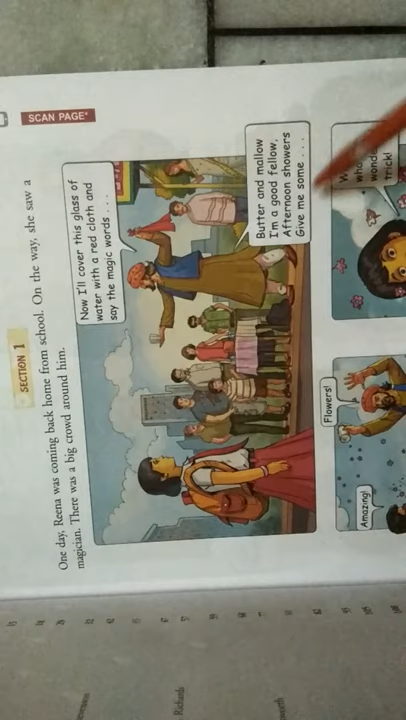 SCAN PAGE*
SECTION 1
One day, Reena was coming back home from school. On the way, she saw a
magician. There was a big crowd around him.
Now I'll cover this glass of
water with a red cloth and
say the magic words . . . .
Butter and mallow
I'm a good fellow,
Afternoon showers
Give me some . . . .
Amazing!
Flowers!
trick!
Richards